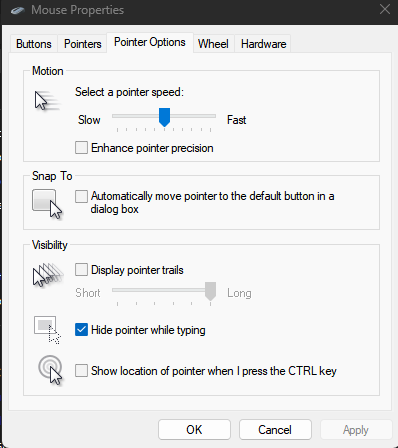 Mouse Properties
Buttons Pointers Pointer Options Wheel Hardware
Motion
Select a pointer speed:
Slow Fast
Enhance pointer precision
Snap To
Automatically move pointer to the default button in a
dialog box
Visibility
Display pointer trails
Short Long
Hide pointer while typing
Show location of pointer when I press the CTRL key
OK Cancel Apply